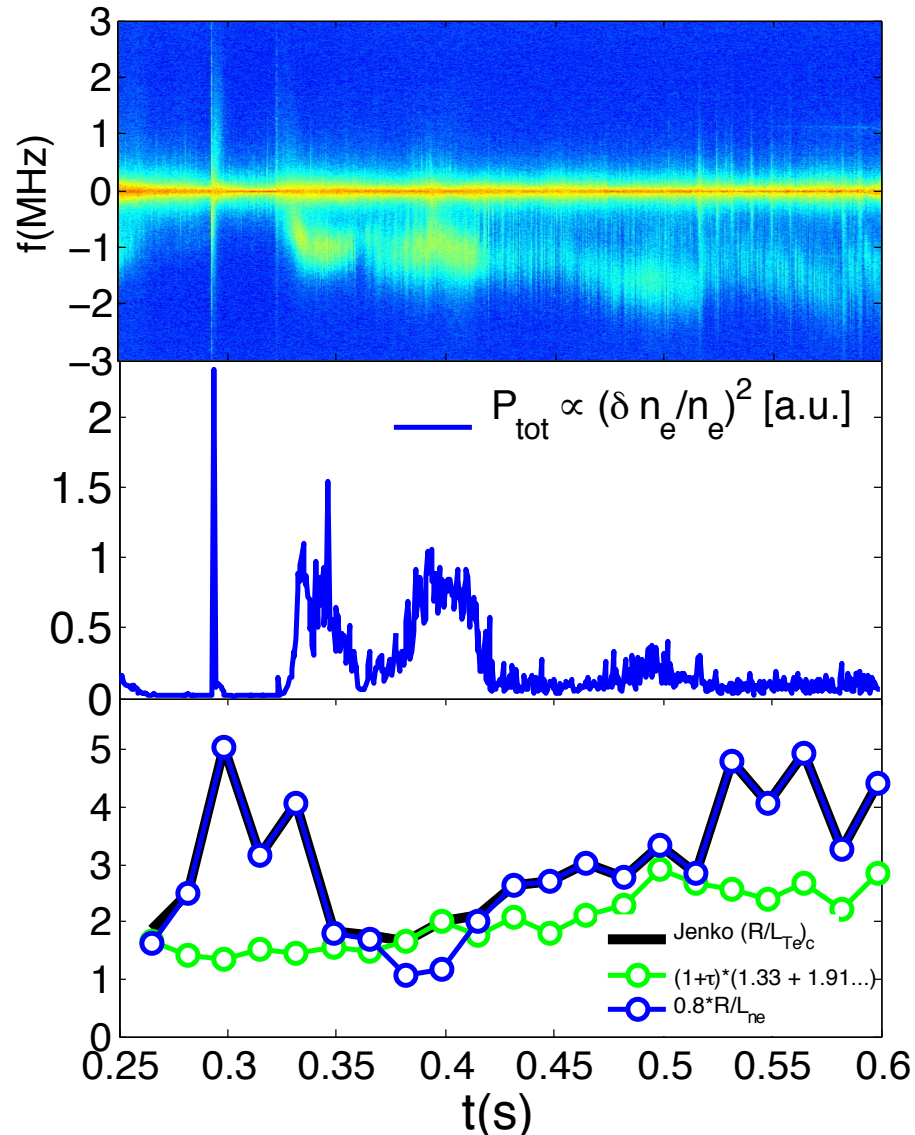 3
2
1
0
−1
−2
−3
f(MHz)
2
1.5
1
0.5
0
P_tot ∝ (δ n_e/n_e)^2 [a.u.]
5
4
3
2
1
0
Jenko (R/L_Te)_c
(1+τ)*(1.33 + 1.91...)
0.8*R/L_ne
0.25 0.3 0.35 0.4 0.45 0.5 0.55 0.6
t(s)